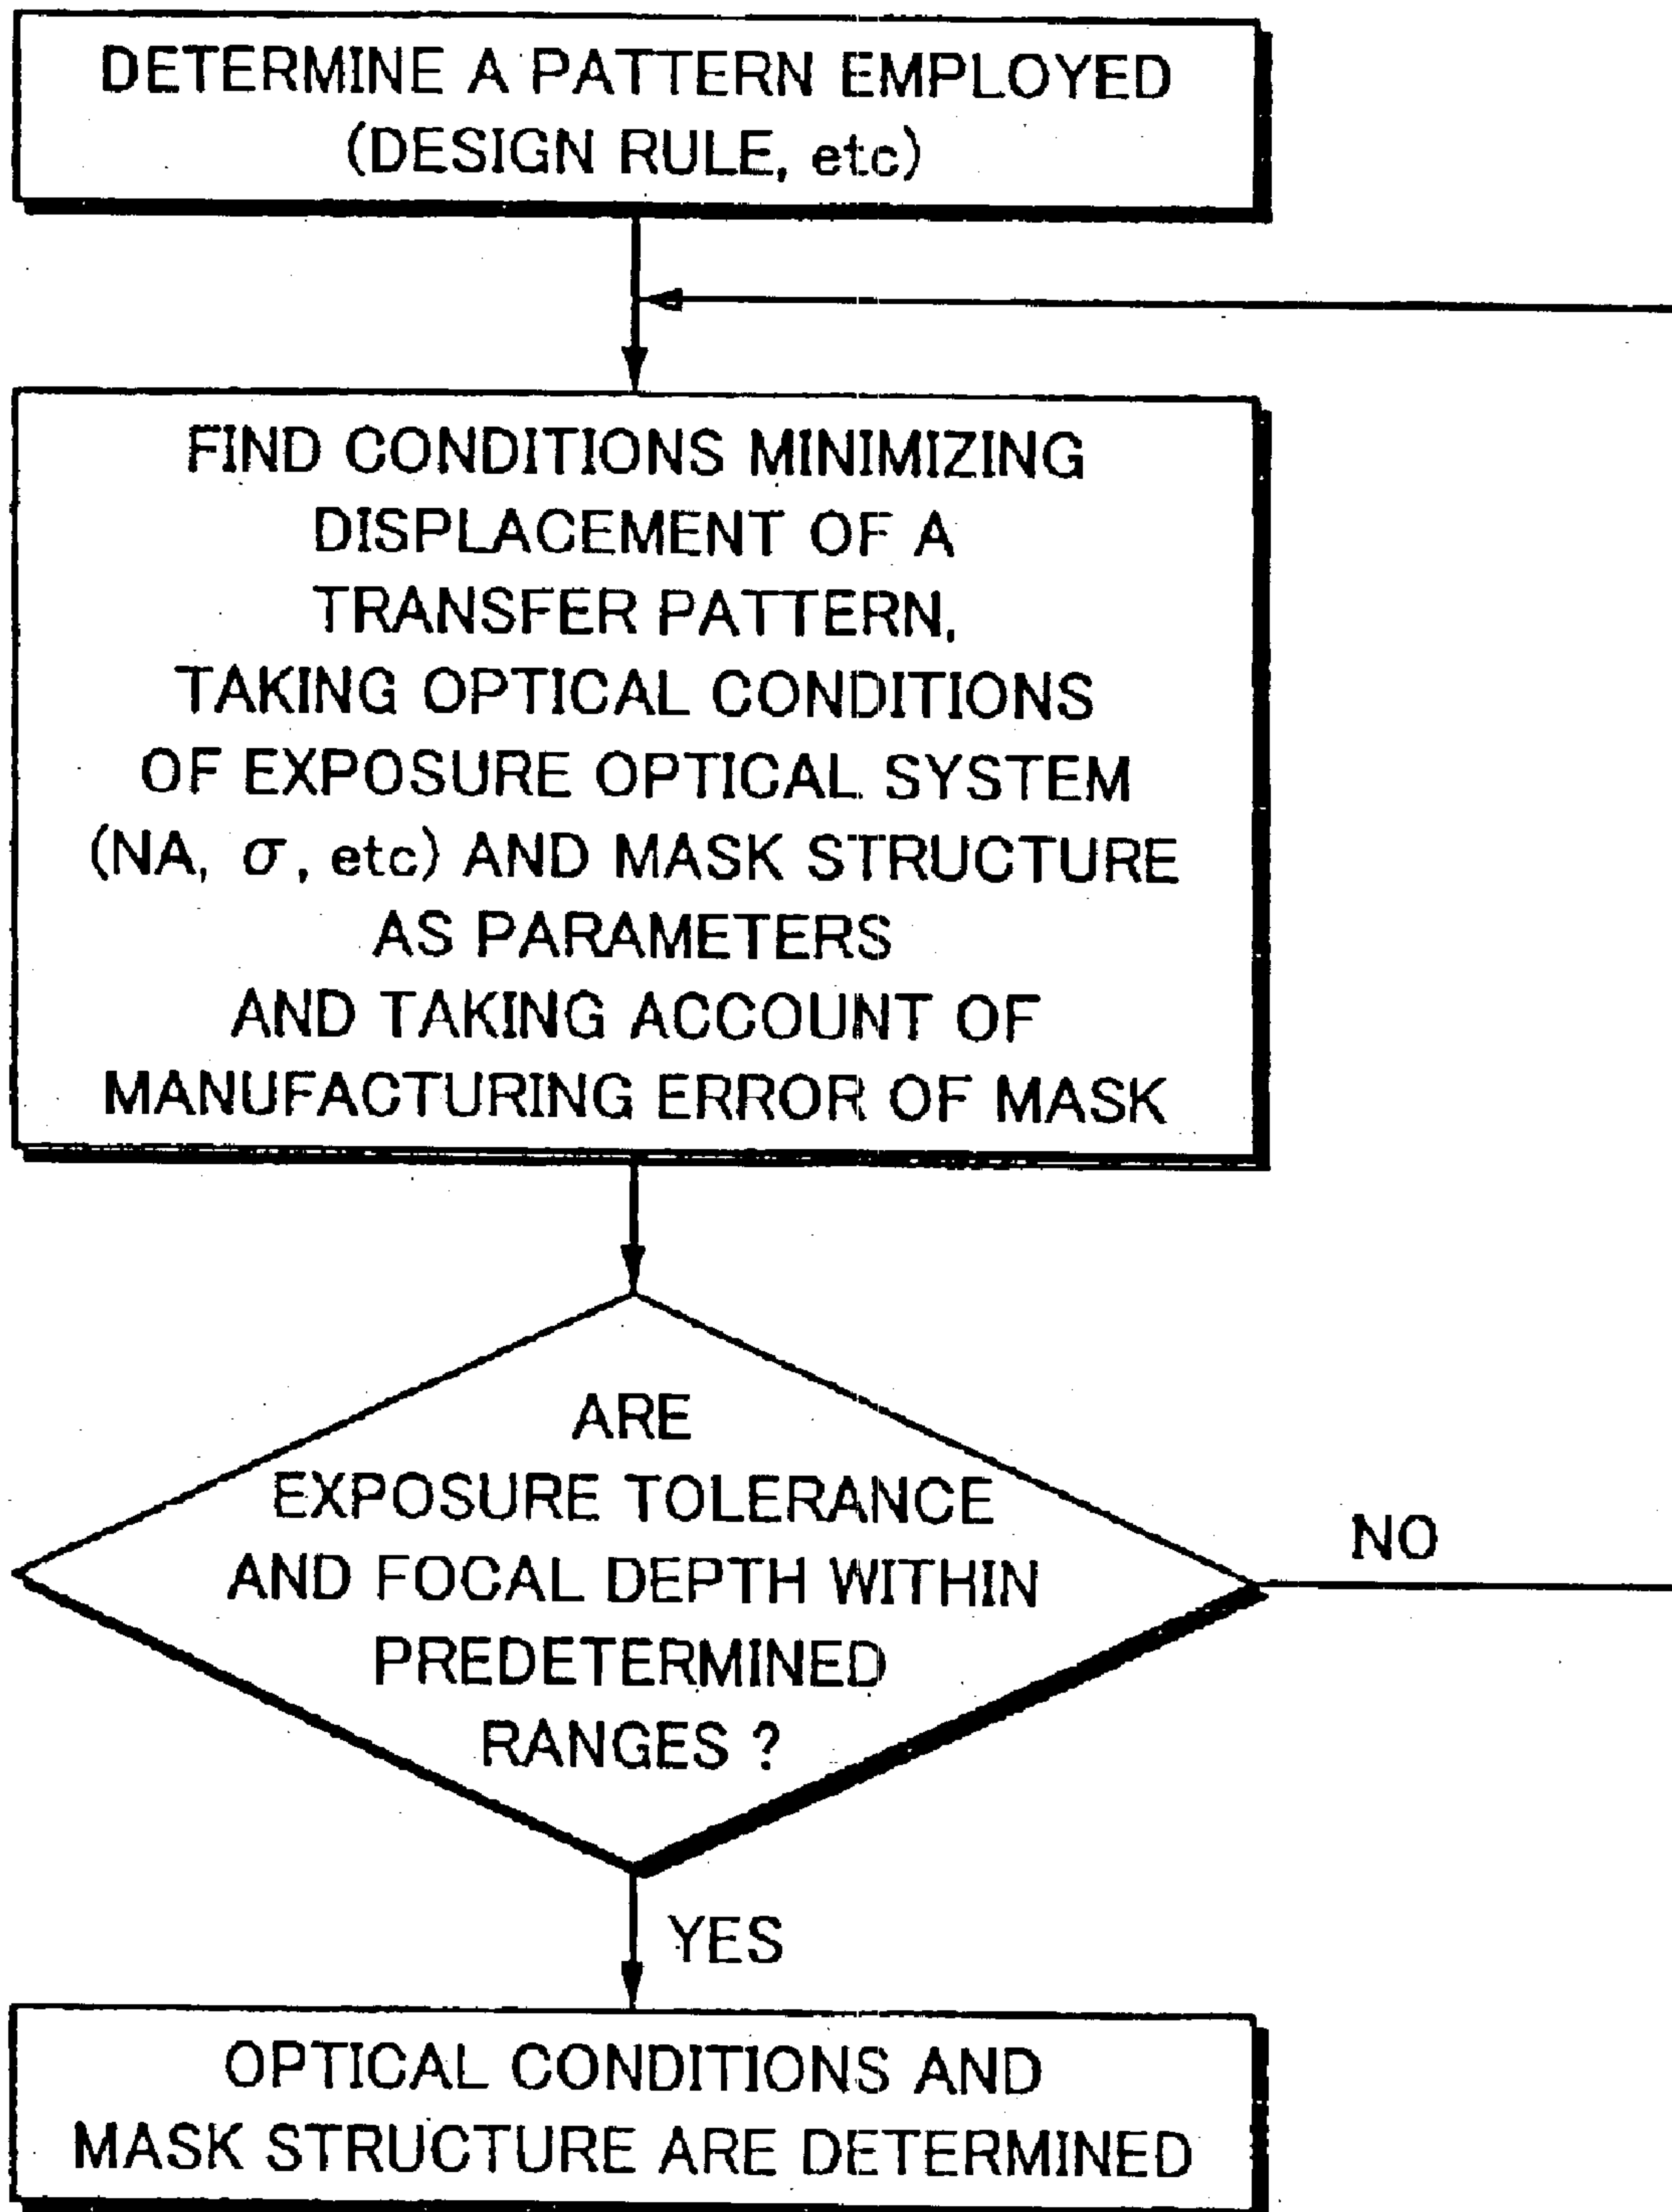 DETERMINE A PATTERN EMPLOYED
(DESIGN RULE, etc)
FIND CONDITIONS MINIMIZING
DISPLACEMENT OF A
TRANSFER PATTERN,
TAKING OPTICAL CONDITIONS
OF EXPOSURE OPTICAL SYSTEM
(NA, σ, etc) AND MASK STRUCTURE
AS PARAMETERS
AND TAKING ACCOUNT OF
MANUFACTURING ERROR OF MASK
ARE
EXPOSURE TOLERANCE
AND FOCAL DEPTH WITHIN
PREDETERMINED
RANGES ?
NO
YES
OPTICAL CONDITIONS AND
MASK STRUCTURE ARE DETERMINED